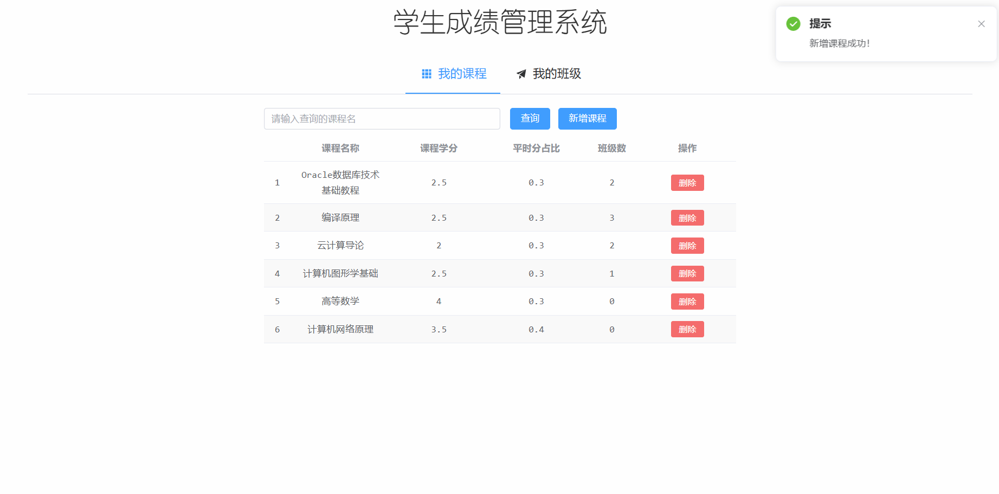 学生成绩管理系统
提示
新增课程成功!
我的课程 我的班级
请输入查询的课程名 查询 新增课程
课程名称 课程学分 平时分占比 班级数 操作
1 Oracle数据库技术基础教程 2.5 0.3 2 删除
2 编译原理 2.5 0.3 3 删除
3 云计算导论 2 0.3 2 删除
4 计算机图形学基础 2.5 0.3 1 删除
5 高等数学 4 0.3 0 删除
6 计算机网络原理 3.5 0.4 0 删除